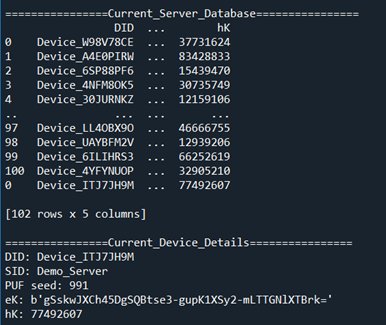 ================Current_Server_Database===============
DID ... hK
0 Device_W98V78CE ... 37731624
1 Device_A4E0PIRW ... 83428833
2 Device_6SP88PF6 ... 15439470
3 Device_4NFM8OK5 ... 30735749
4 Device_30JURNKZ ... 12159106
.. ... ... ...
97 Device_LL4OBX9O ... 46666755
98 Device_UAYBFM2V ... 12939206
99 Device_6ILIHRS3 ... 66252619
100 Device_4YFYNUOP ... 32905210
0 Device_ITJ7JH9M ... 77492607
[102 rows x 5 columns]
================Current_Device_Details================
DID: Device_ITJ7JH9M
SID: Demo_Server
PUF seed: 991
eK: b'gSskwJXCh45DgSQBtse3-gupK1XSy2-mLTTGNlXTBrk='
hK: 77492607